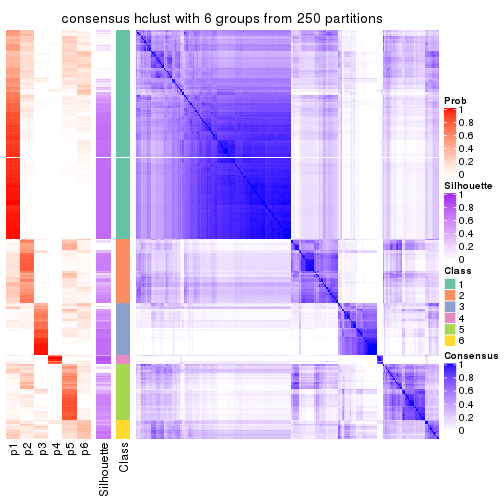 consensus hclust with 6 groups from 250 partitions
Prob
1
0.8
0.6
0.4
0.2
0
Silhouette
1
0.8
0.6
0.4
0.2
0
Class
1
2
3
4
5
6
Consensus
1
0.8
0.6
0.4
0.2
0
p1
p2
p3
p4
p5
p6
Silhouette
Class